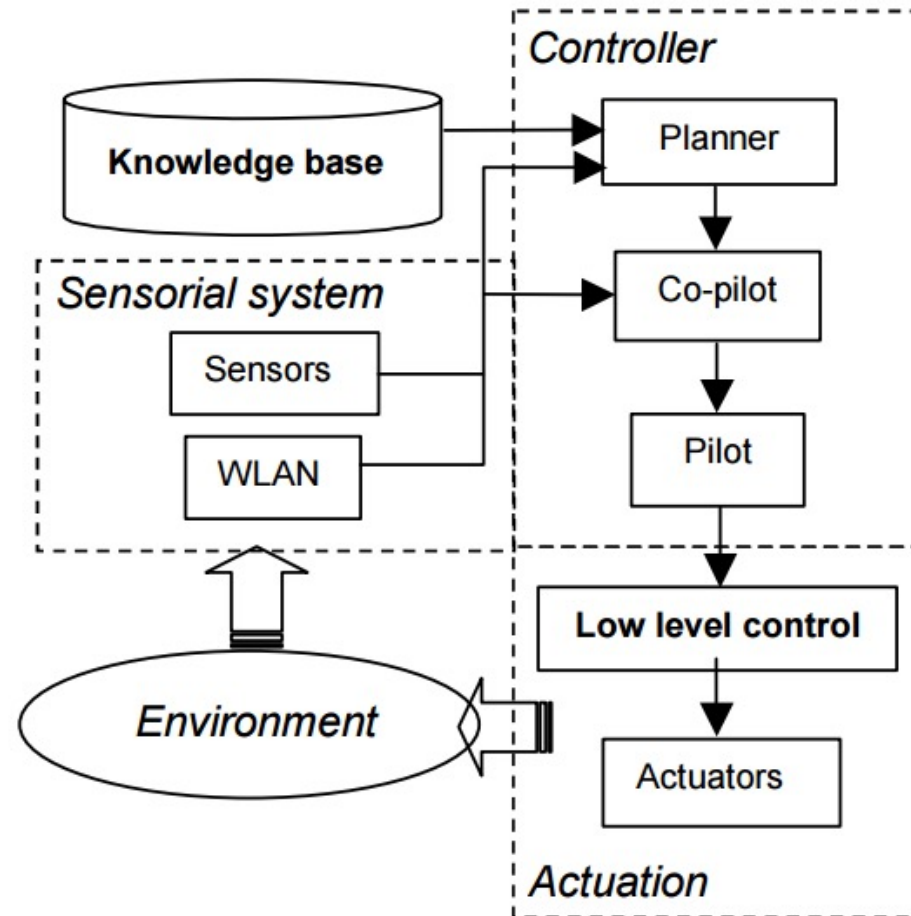 Controller
Knowledge base
Planner
Sensorial system
Co-pilot
Sensors
Pilot
WLAN
Low level control
Environment
Actuators
Actuation